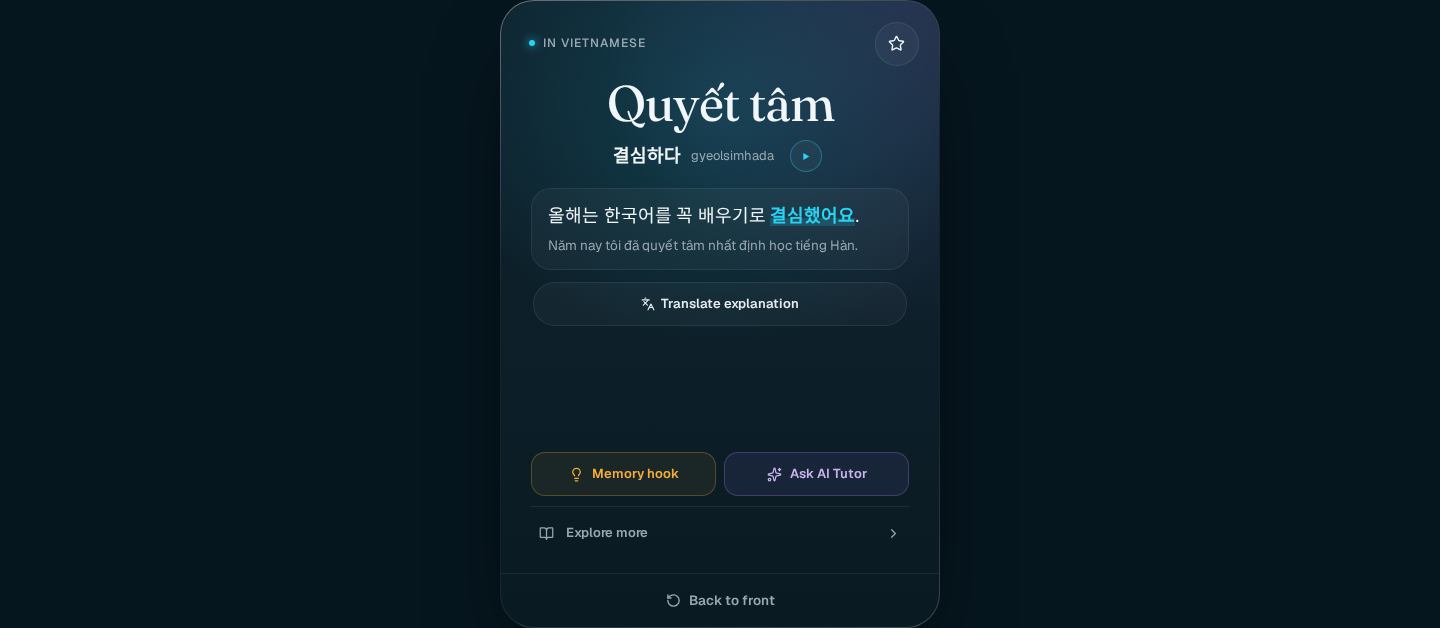 IN VIETNAMESE
Quyết tâm
결심하다 gyeolsimhada
올해는 한국어를 꼭 배우기로 결심했어요.
Năm nay tôi đã quyết tâm nhất định học tiếng Hàn.
Translate explanation
Memory hook
Ask AI Tutor
Explore more
Back to front